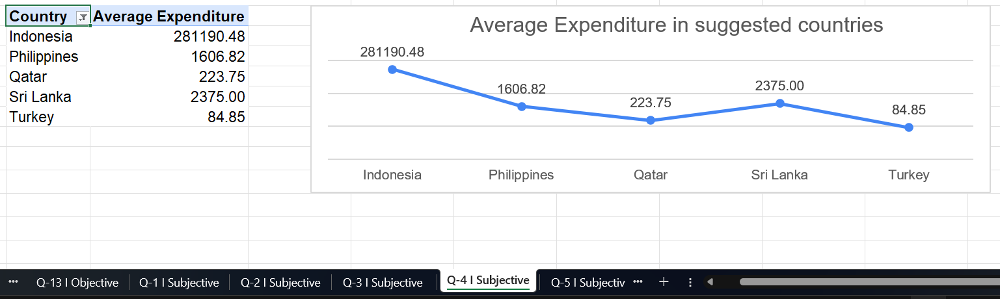 Country Average Expenditure
Indonesia 281190.48
Philippines 1606.82
Qatar 223.75
Sri Lanka 2375.00
Turkey 84.85
Average Expenditure in suggested countries
281190.48
1606.82
223.75
2375.00
84.85
Indonesia Philippines Qatar Sri Lanka Turkey
Q-13 I Objective Q-1 I Subjective Q-2 I Subjective Q-3 I Subjective Q-4 I Subjective Q-5 I Subjectiv